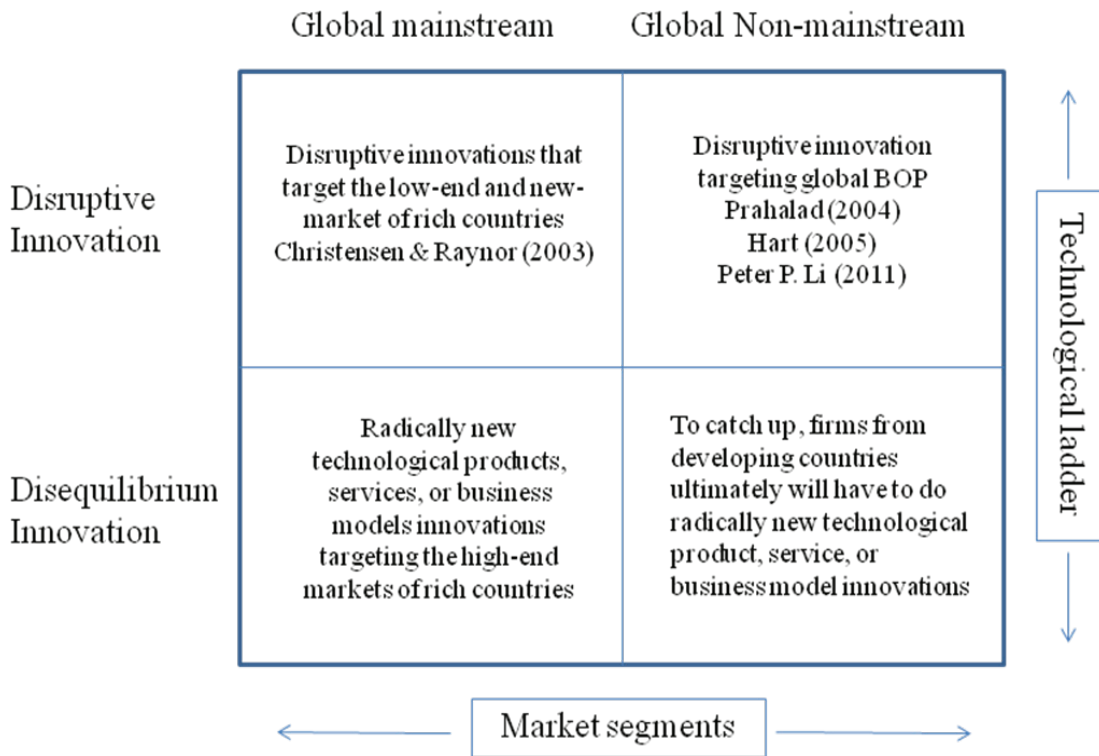 Global mainstream
Global Non-mainstream
Disruptive
Innovation
Disruptive innovations that
target the low-end and new-
market of rich countries
Christensen & Raynor (2003)
Disruptive innovation
targeting global BOP
Prahalad (2004)
Hart (2005)
Peter P. Li (2011)
Technological ladder
Disequilibrium
Innovation
Radically new
technological products,
services, or business
models innovations
targeting the high-end
markets of rich countries
To catch up, firms from
developing countries
ultimately will have to do
radically new technological
product, service, or
business model innovations
Market segments